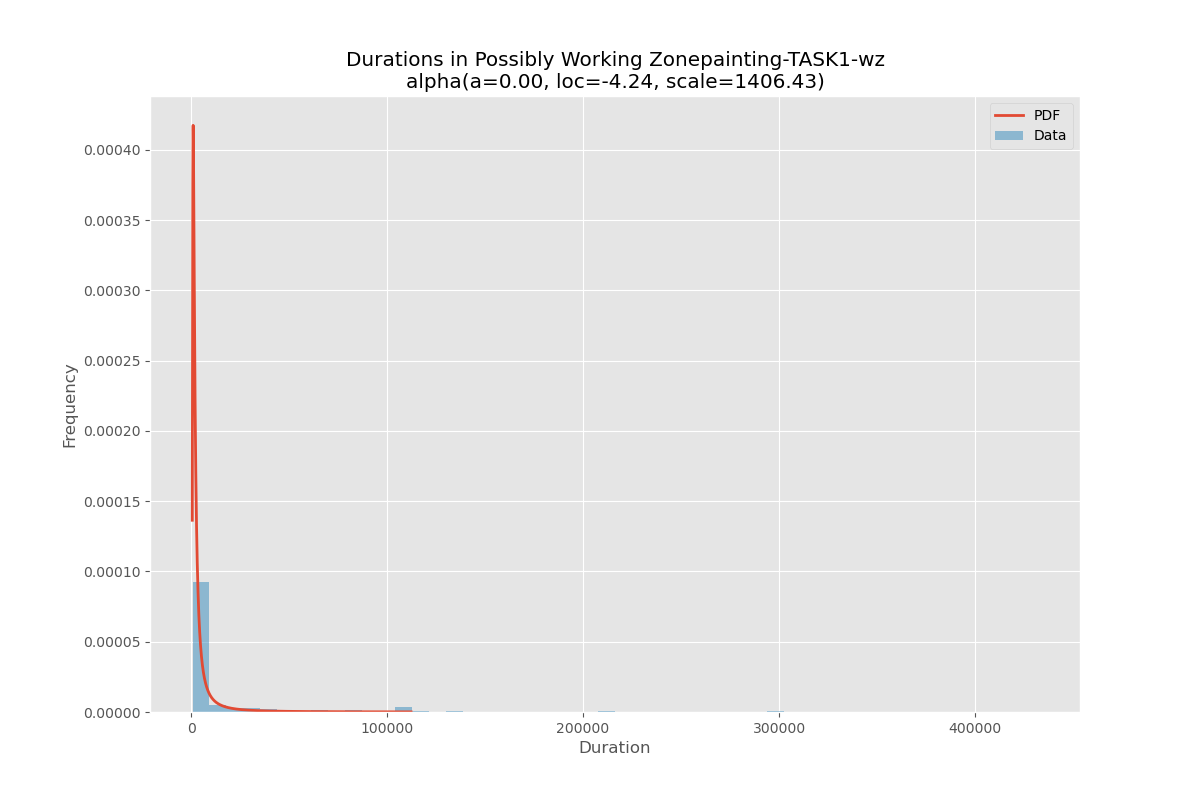 Durations in Possibly Working Zonepainting-TASK1-wz
alpha(a=0.00, loc=-4.24, scale=1406.43)
PDF
Data
0.00040
0.00035
0.00030
0.00025
0.00020
0.00015
0.00010
0.00005
0.00000
Frequency
0 100000 200000 300000 400000
Duration